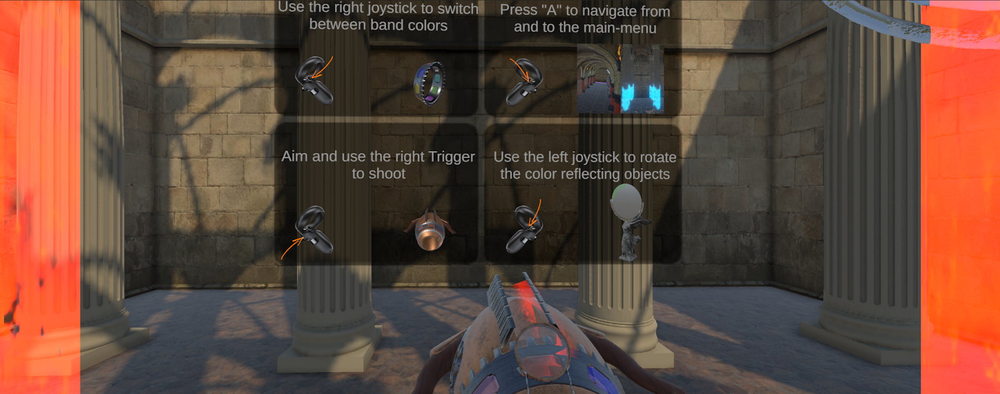 Use the right joystick to switch
between band colors
Press "A" to navigate from
and to the main-menu
Aim and use the right Trigger
to shoot
Use the left joystick to rotate
the color reflecting objects